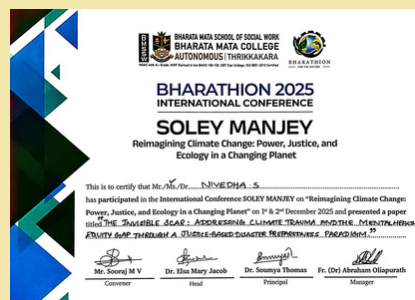 BHARATA MATA SCHOOL OF SOCIAL WORK
BHARATA MATA COLLEGE
AUTONOMOUS | THRIKKAKARA
BHARATHION
BHARATHION 2025
INTERNATIONAL CONFERENCE
SOLEY MANJEY
Reimagining Climate Change: Power, Justice, and
Ecology in a Changing Planet
This is to certify that Mr./Ms./Dr. NIVEDHA S
has participated in the International Conference SOLEY MANJEY on “Reimagining Climate Change:
Power, Justice, and Ecology in a Changing Planet” on 1st & 2nd December 2025 and presented a paper
titled "THE INVISIBLE SCAR: ADDRESSING CLIMATE TRAUMA AND THE MENTAL HEALTH
EQUITY GAP THROUGH A JUSTICE-BASED DISASTER PREPAREDNESS PARADIGM."
Mr. Sooraj M V
Convener
Dr. Elsa Mary Jacob
Head
Dr. Soumya Thomas
Principal
Fr. (Dr) Abraham Oliapurath
Manager